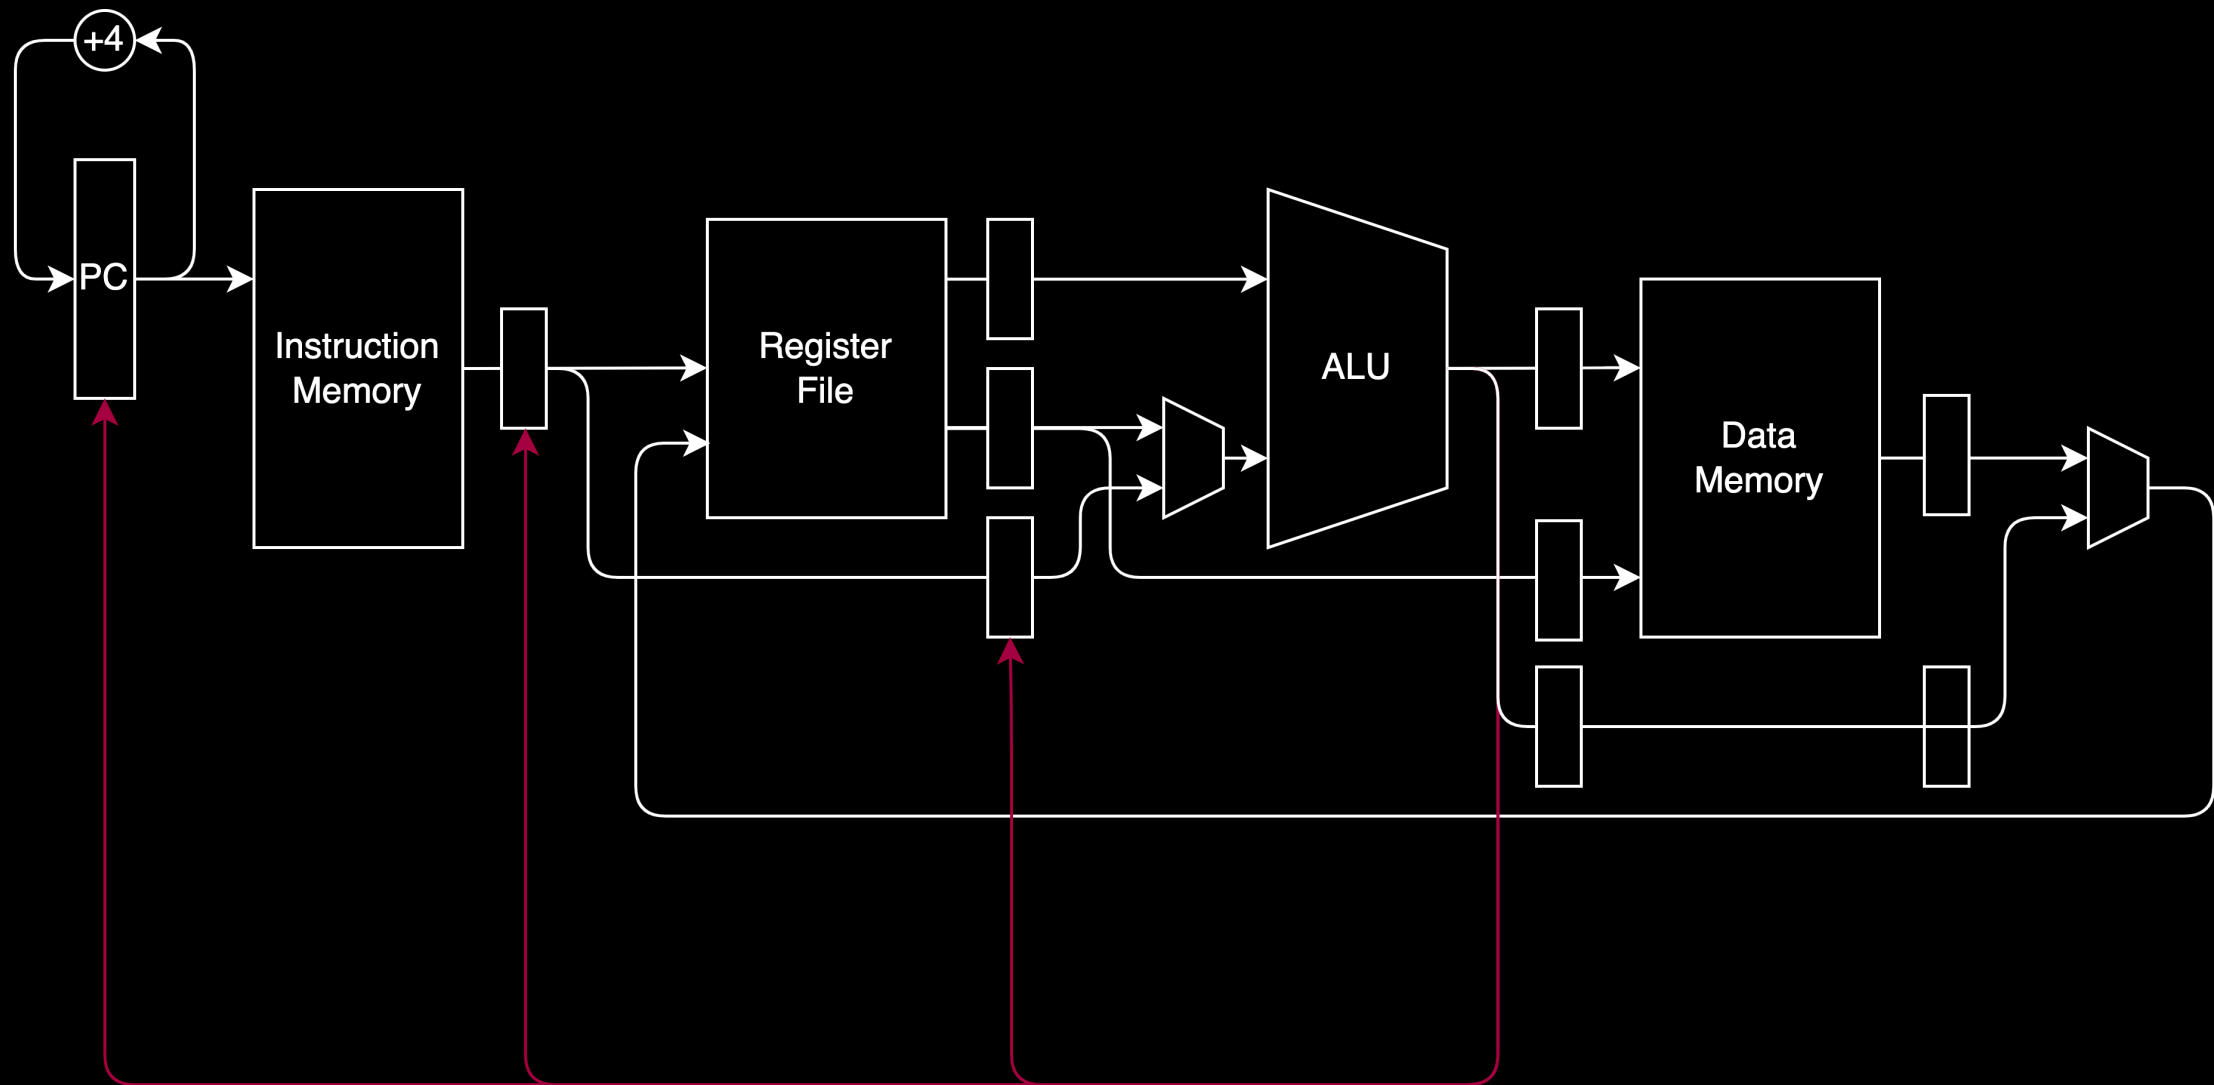 +4
PC
Instruction
Memory
Register
File
ALU
Data
Memory